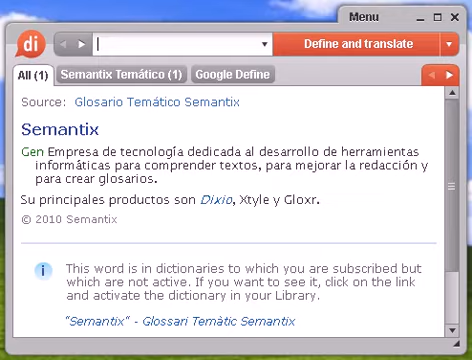 Menu
di
Define and translate
All (1)
Semantix Temático (1)
Google Define
Source: Glosario Temático Semantix
Semantix
Gen Empresa de tecnología dedicada al desarrollo de herramientas
informáticas para comprender textos, para mejorar la redacción y
para crear glosarios.
Su principales productos son Dixio, Xtyle y Gloxr.
© 2010 Semantix
i
This word is in dictionaries to which you are subscribed but
which are not active. If you want to see it, click on the link
and activate the dictionary in your Library.
"Semantix" - Glossari Temàtic Semantix